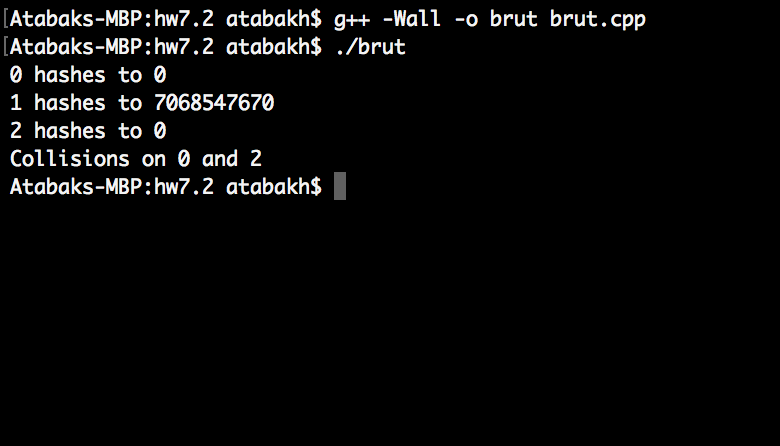 [Atabaks-MBP:hw7.2 atabakh$ g++ -Wall -o brut brut.cpp
[Atabaks-MBP:hw7.2 atabakh$ ./brut
0 hashes to 0
1 hashes to 7068547670
2 hashes to 0
Collisions on 0 and 2
Atabaks-MBP:hw7.2 atabakh$